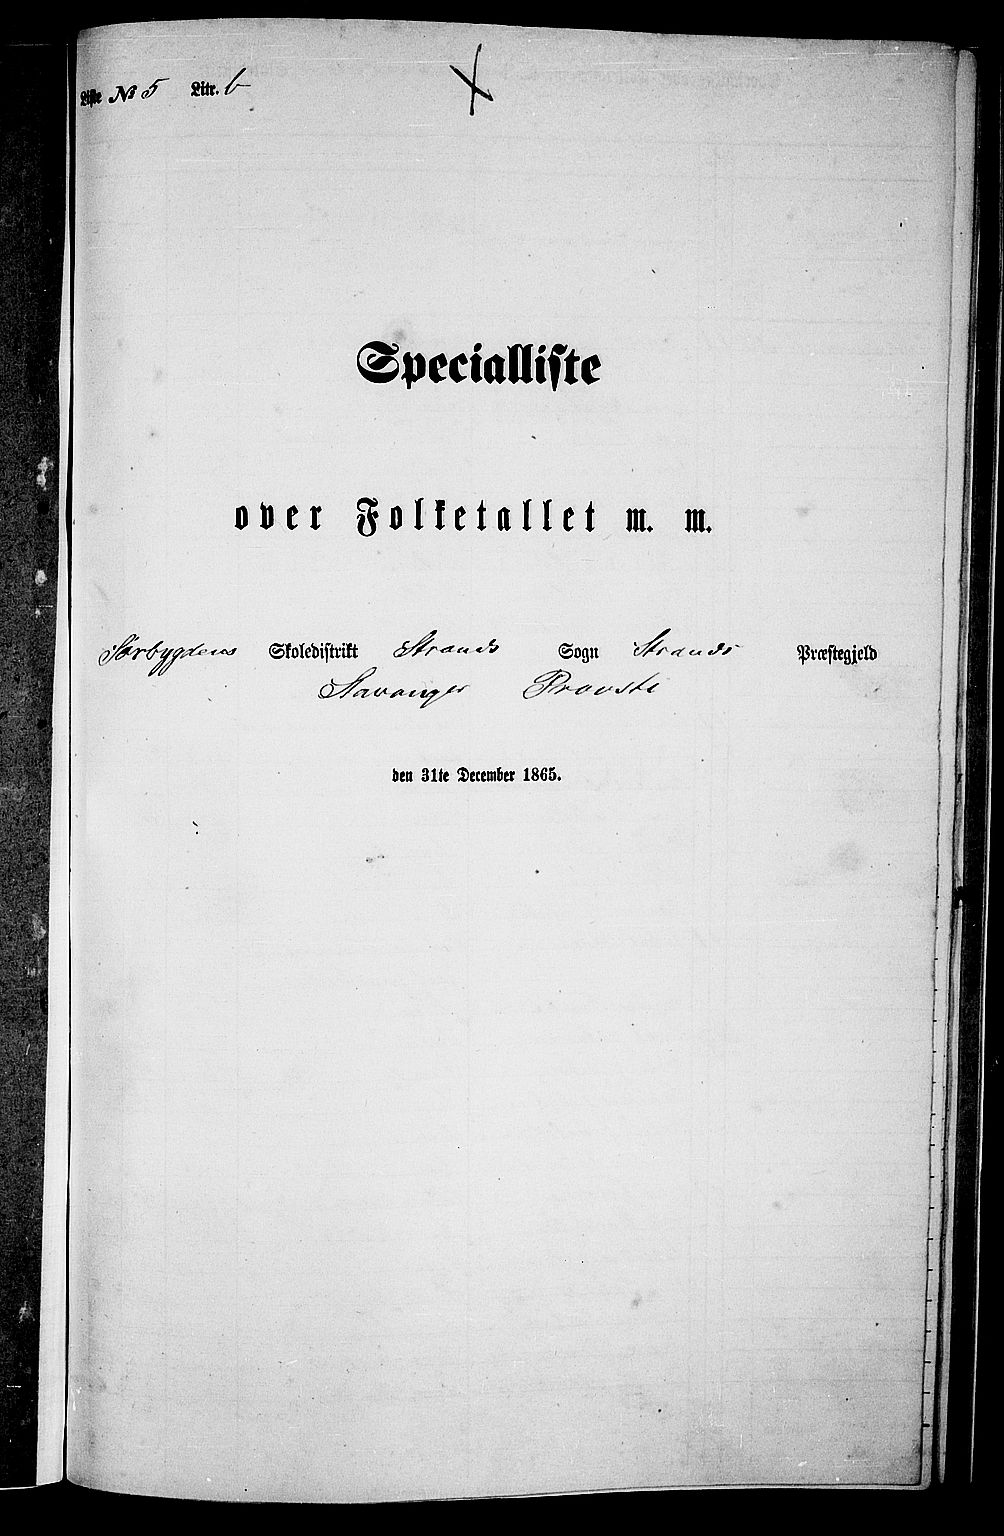 Liste No 5 Litr. b
Specialliste
over Folketallet m. m.
Sørbygdens Skoledistrikt Strands Sogn Strands Præstegjeld
Stavanger Provsti
den 31te December 1865.